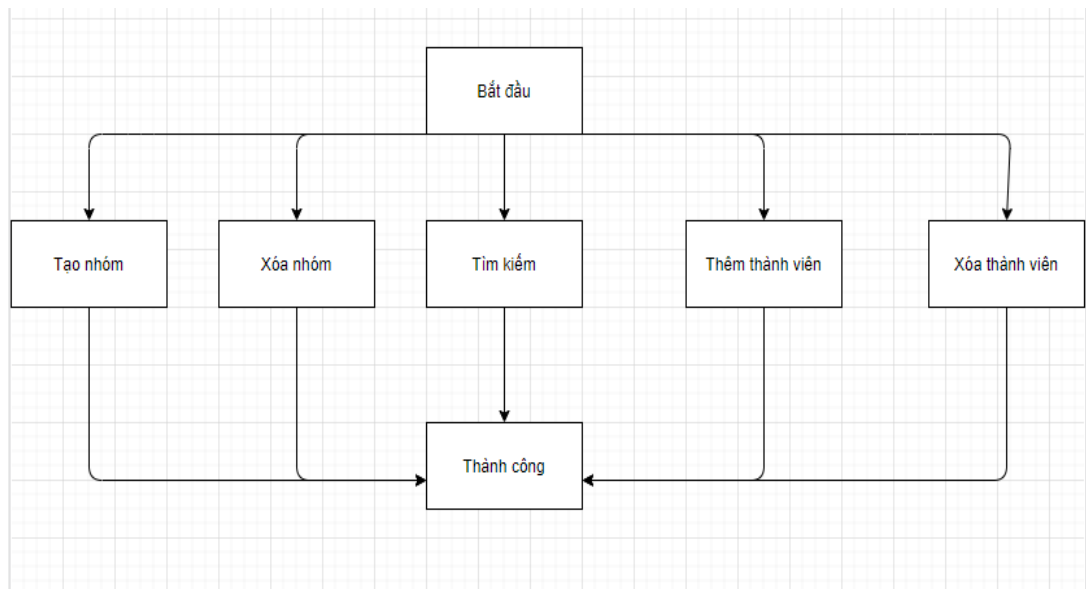 Bắt đầu
Tạo nhóm
Xóa nhóm
Tìm kiếm
Thêm thành viên
Xóa thành viên
Thành công